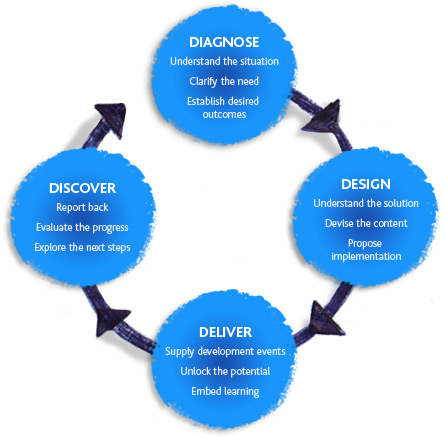 DIAGNOSE
Understand the situation
Clarify the need
Establish desired
outcomes
DESIGN
Understand the solution
Devise the content
Propose
implementation
DELIVER
Supply development events
Unlock the potential
Embed learning
DISCOVER
Report back
Evaluate the progress
Explore the next steps